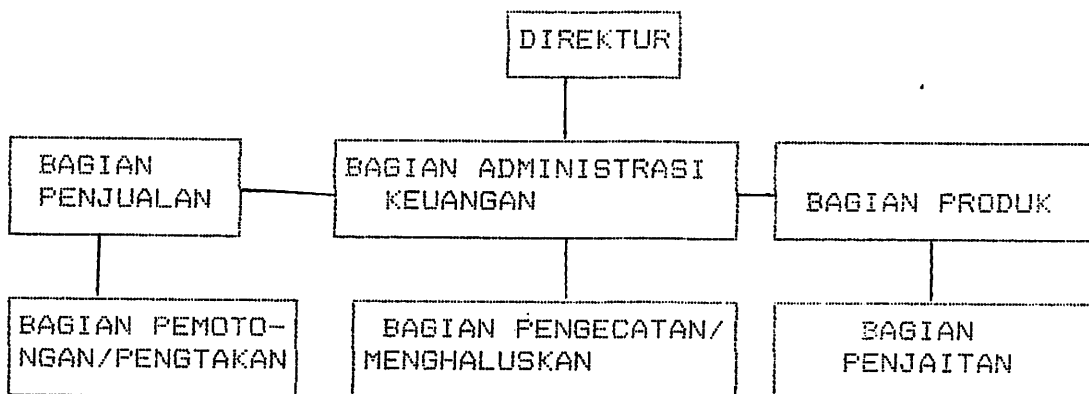 DIREKTUR
BAGIAN
PENJUALAN
BAGIAN ADMINISTRASI
KEUANGAN
BAGIAN PRODUK
BAGIAN PEMOTO-
NGAN/PENGTAKAN
BAGIAN PENGECATAN/
MENGHALUSKAN
BAGIAN
PENJAITAN